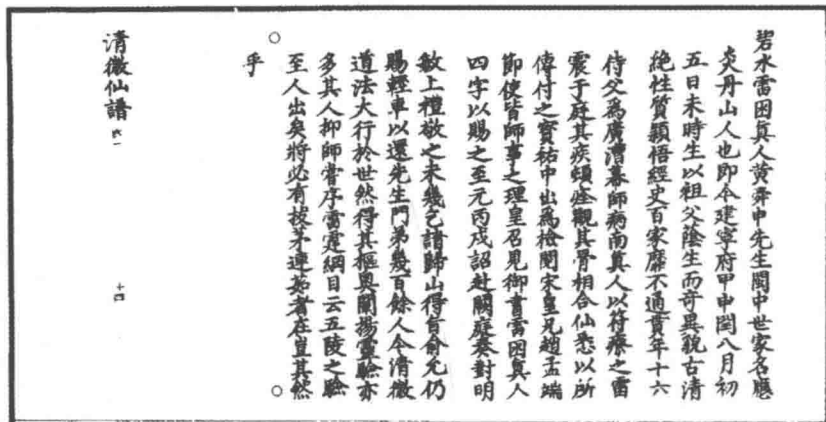 碧水雷囦真人黄舜申先生閩中世家名應
炎丹山人也即今建寧府甲申閏八月初
五日未時生以祖父蔭生而奇異貌古清
絶性質穎悟經史百家靡不通貫年十六
侍父爲廣漕幕師病南真人以符療之雷
震于庭其疾頓痊觀其骨相合仙悉以所
傳付之寳祐中出爲檢閱宋皇兄趙孟端
節使皆師事之理皇召見御書雷囦真人
四字以賜之至元丙戍詔赴闕庭奏對明
敏上禮敬之未幾乞請歸山得旨俞允仍
賜輕車以還先生門弟幾百餘人今清微
道法大行於世然得其樞奥闡揚靈驗亦
多其人抑師嘗序雷霆綱目云五陵之驗
至人出矣將必有拔茅連茹者在豈其然
乎
清微仙譜
十四